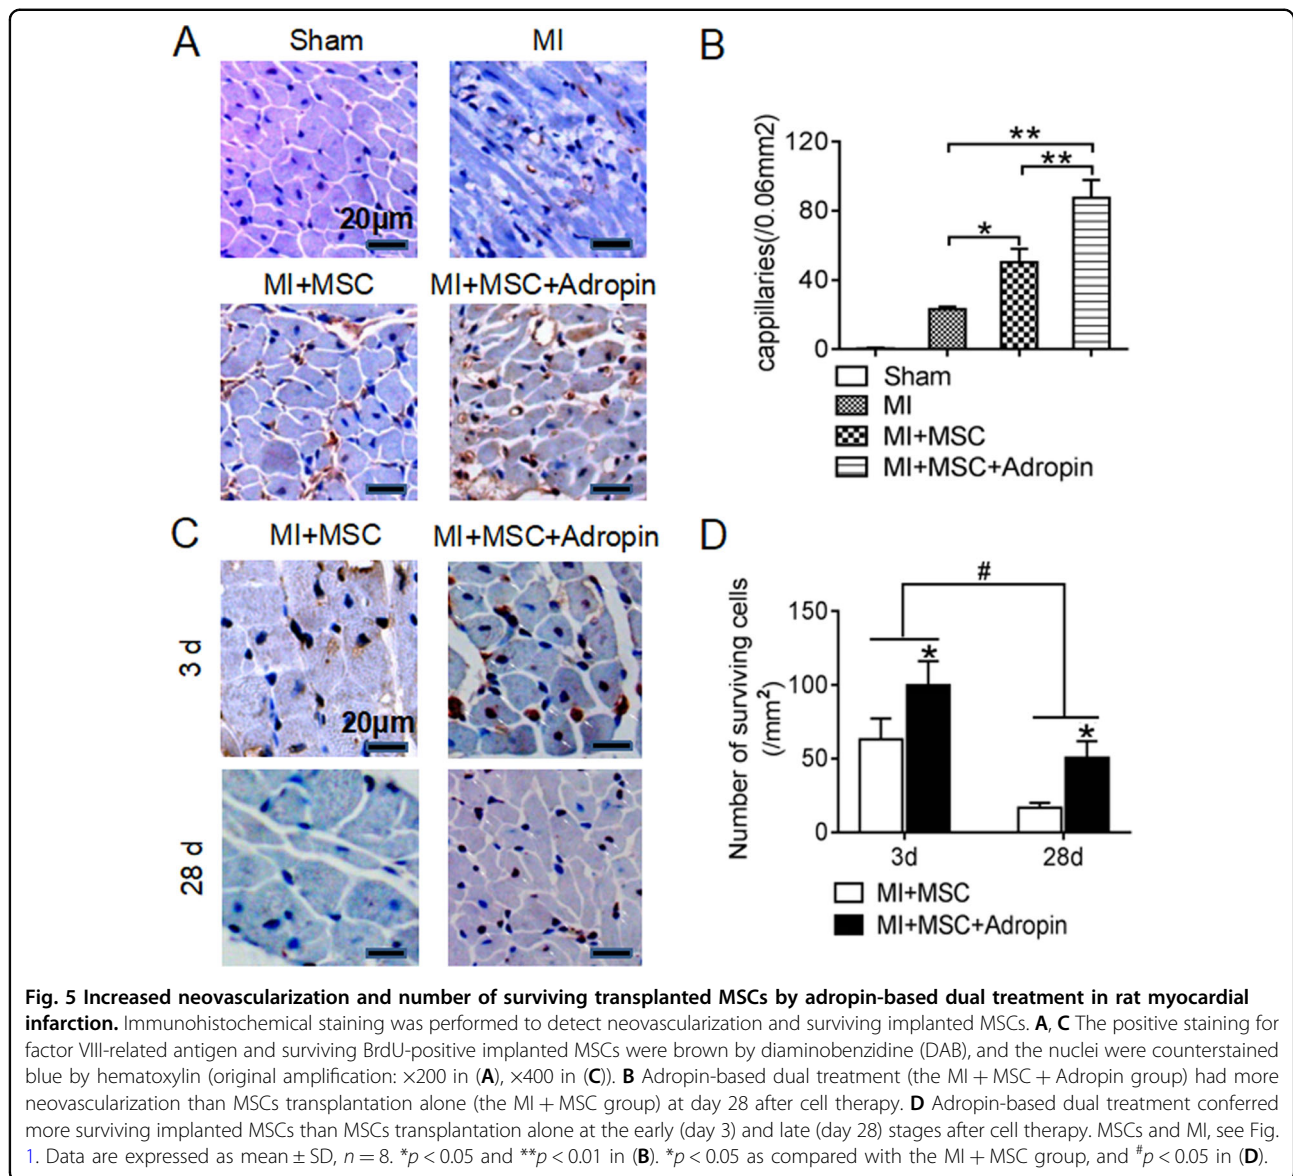 A
Sham
MI
20μm
MI+MSC
MI+MSC+Adropin
B
cappillaries(/0.06mm2)
120
80
40
0
**
**
*
Sham
MI
MI+MSC
MI+MSC+Adropin
C
MI+MSC
MI+MSC+Adropin
3 d
20μm
28 d
D
Number of surviving cells
(/mm²)
150
100
50
0
#
*
*
3d
28d
MI+MSC
MI+MSC+Adropin
Fig. 5 Increased neovascularization and number of surviving transplanted MSCs by adropin-based dual treatment in rat myocardial
infarction. Immunohistochemical staining was performed to detect neovascularization and surviving implanted MSCs. A, C The positive staining for
factor VIII-related antigen and surviving BrdU-positive implanted MSCs were brown by diaminobenzidine (DAB), and the nuclei were counterstained
blue by hematoxylin (original amplification: ×200 in (A), ×400 in (C)). B Adropin-based dual treatment (the MI + MSC + Adropin group) had more
neovascularization than MSCs transplantation alone (the MI + MSC group) at day 28 after cell therapy. D Adropin-based dual treatment conferred
more surviving implanted MSCs than MSCs transplantation alone at the early (day 3) and late (day 28) stages after cell therapy. MSCs and MI, see Fig.
1. Data are expressed as mean ± SD, n = 8. *p < 0.05 and **p < 0.01 in (B). *p < 0.05 as compared with the MI + MSC group, and #p < 0.05 in (D).